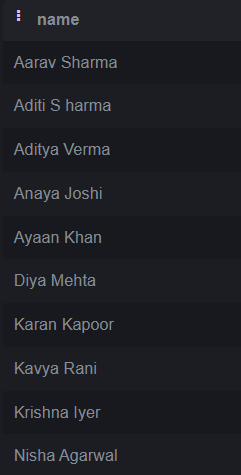 name
Aarav Sharma
Aditi S harma
Aditya Verma
Anaya Joshi
Ayaan Khan
Diya Mehta
Karan Kapoor
Kavya Rani
Krishna Iyer
Nisha Agarwal